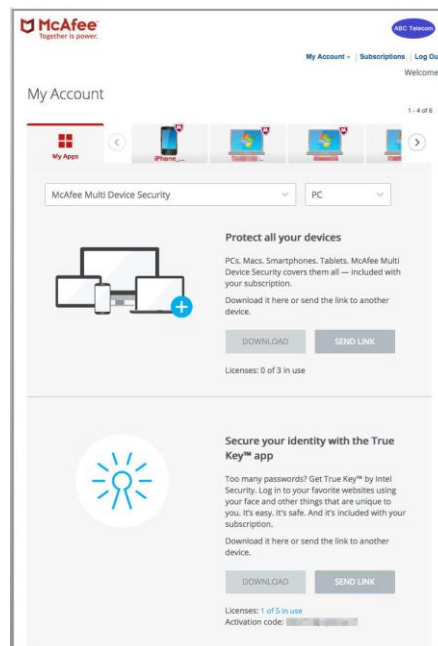 McAfee
Together is power.
ABC Telecom
My Account | Subscriptions | Log Ou
Welcome
My Account
1 - 4 of 6
My Apps
iPhone
McAfee Multi Device Security
PC
Protect all your devices
PCs. Macs. Smartphones. Tablets. McAfee Multi
Device Security covers them all — included with
your subscription.
Download it here or send the link to another
device.
DOWNLOAD
SEND LINK
Licenses: 0 of 3 in use
Secure your identity with the True
Key™ app
Too many passwords? Get True Key™ by Intel
Security. Log in to your favorite websites using
your face and other things that are unique to
you. It's easy. It's safe. And it's included with your
subscription.
Download it here or send the link to another
device.
DOWNLOAD
SEND LINK
Licenses: 1 of 5 in use
Activation code: